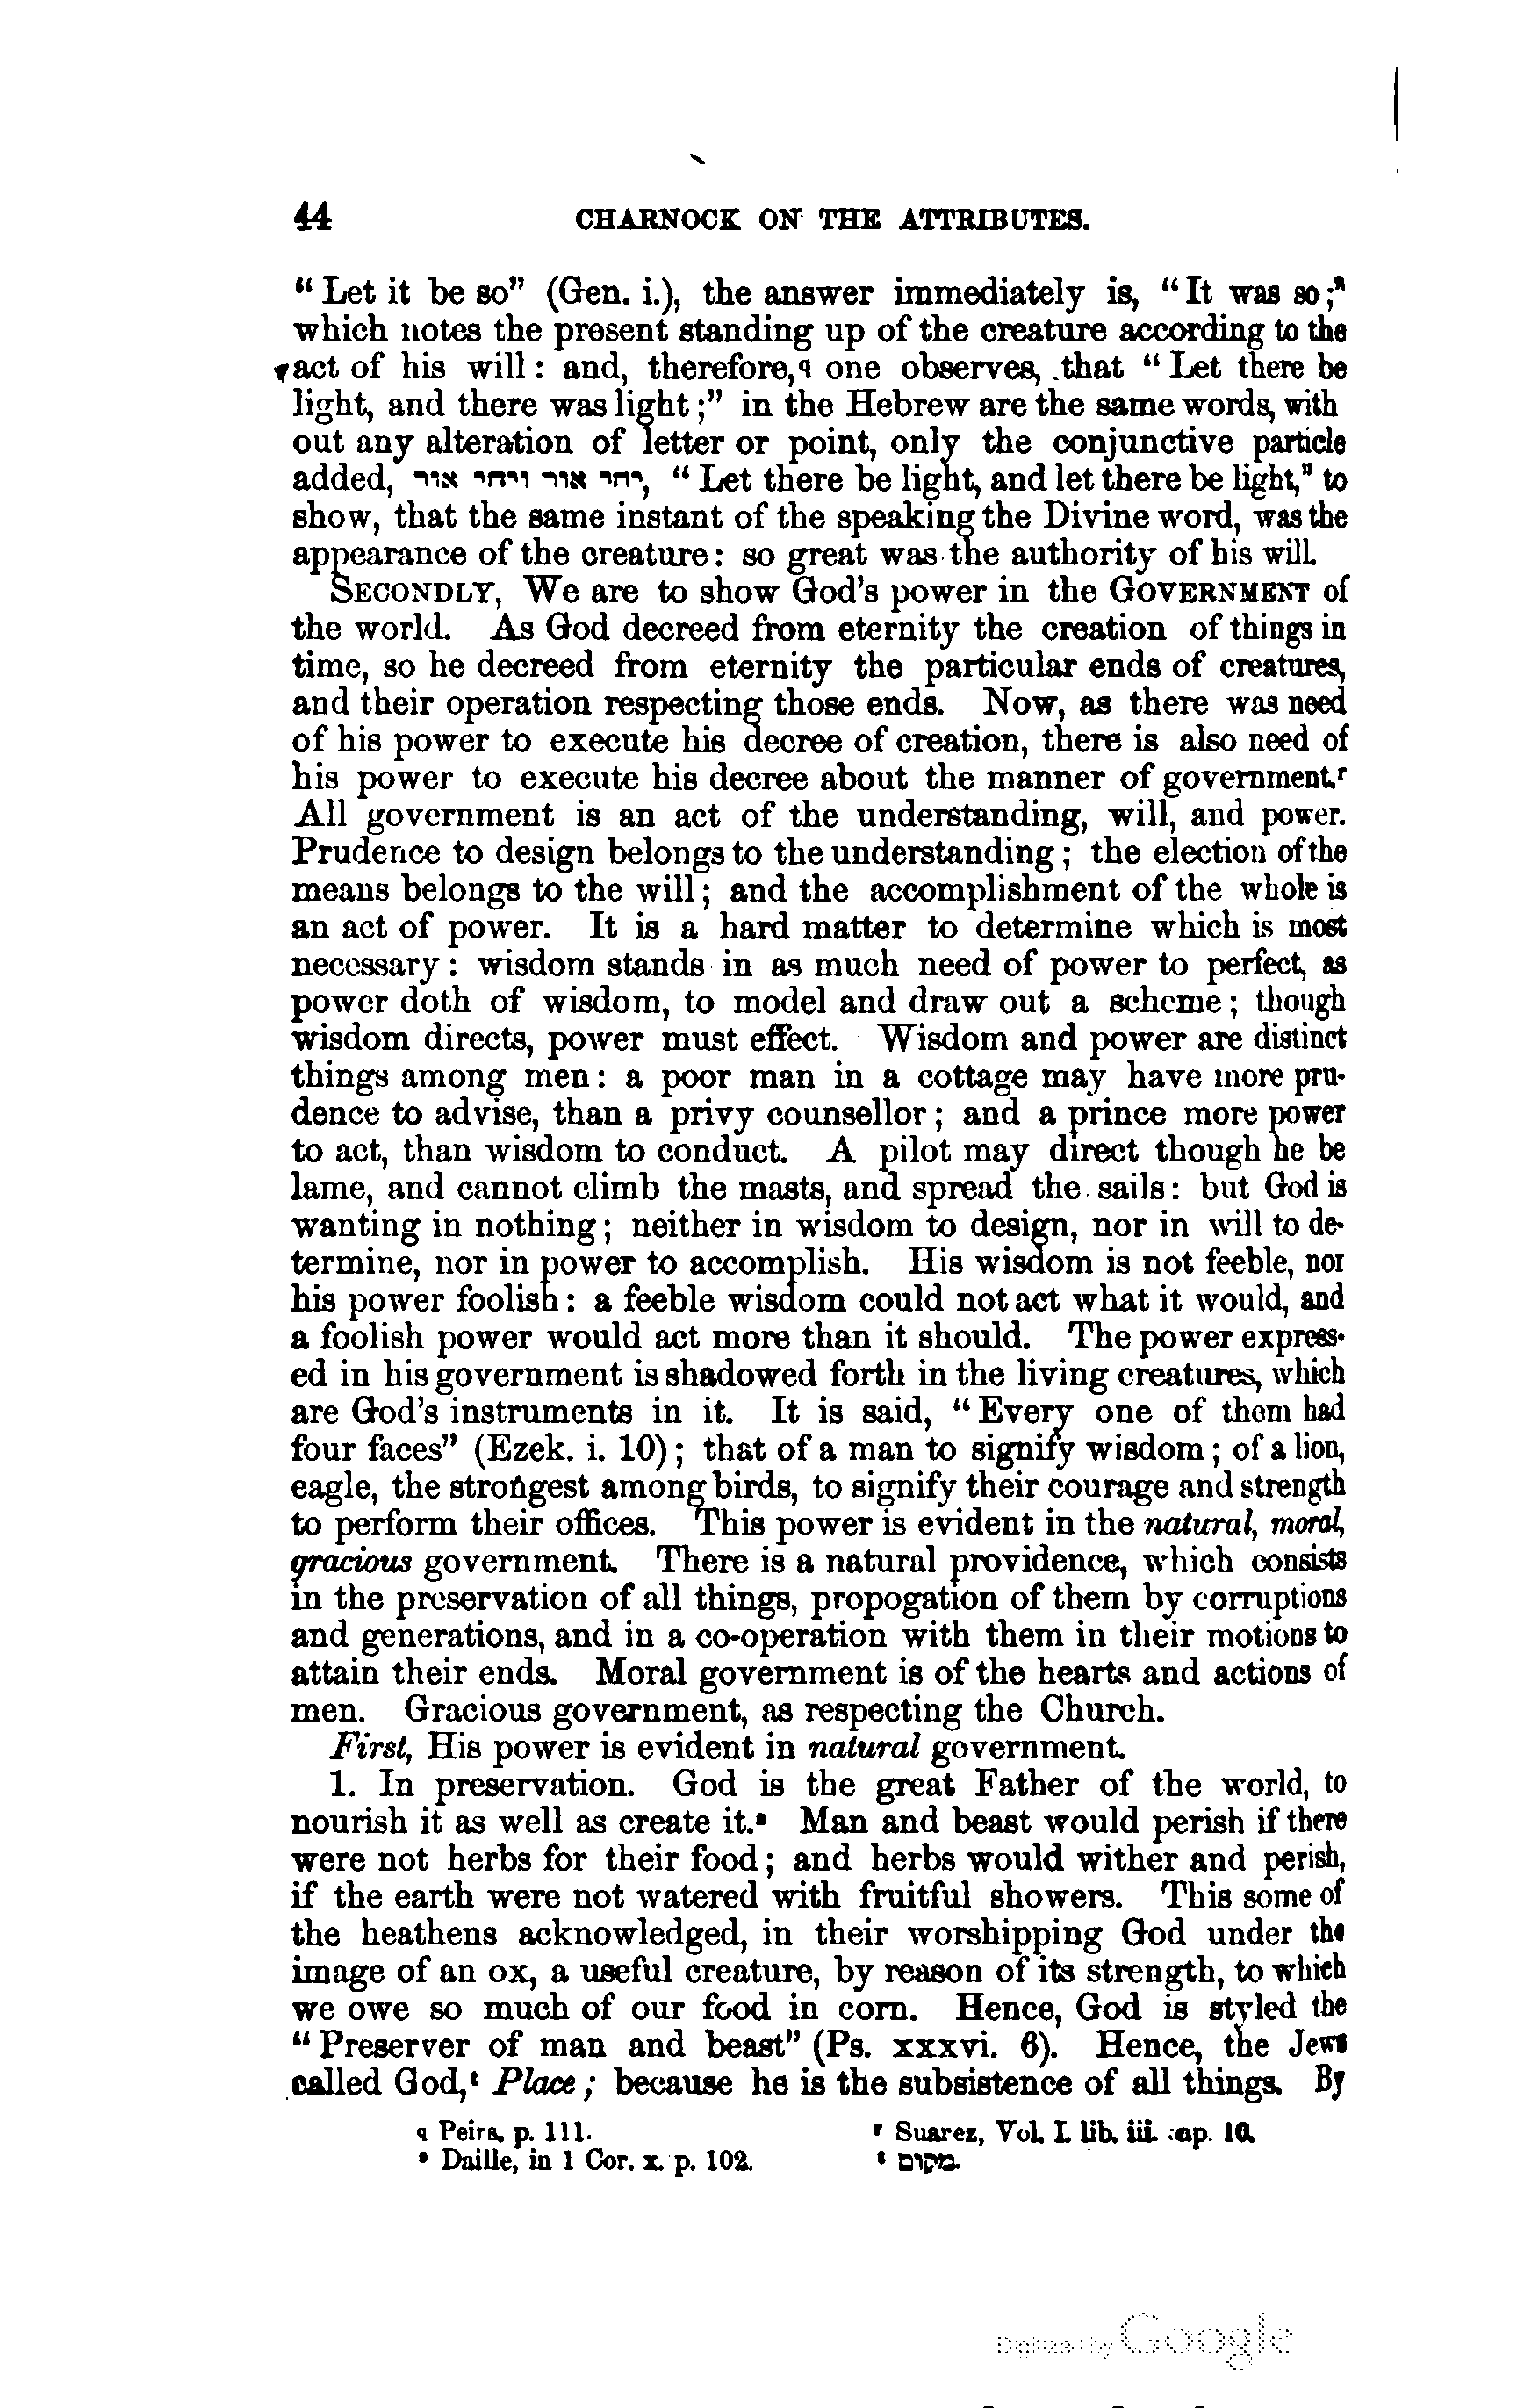 44 CHARNOCK ON THE ATTRIBUTES.
“Let it be so” (Gen. i.), the answer immediately is, “It was so;”
which notes the present standing up of the creature according to the
act of his will: and, therefore,q one observes, that “Let there be
light, and there was light;” in the Hebrew are the same words, with
out any alteration of letter or point, only the conjunctive particle
added, יהי אור ויהי אור, “Let there be light, and let there be light,” to
show, that the same instant of the speaking the Divine word, was the
appearance of the creature: so great was the authority of his will.
SECONDLY, We are to show God's power in the GOVERNMENT of
the world. As God decreed from eternity the creation of things in
time, so he decreed from eternity the particular ends of creatures,
and their operation respecting those ends. Now, as there was need
of his power to execute his decree of creation, there is also need of
his power to execute his decree about the manner of government.r
All government is an act of the understanding, will, and power.
Prudence to design belongs to the understanding; the election of the
means belongs to the will; and the accomplishment of the whole is
an act of power. It is a hard matter to determine which is most
necessary: wisdom stands in as much need of power to perfect, as
power doth of wisdom, to model and draw out a scheme; though
wisdom directs, power must effect. Wisdom and power are distinct
things among men: a poor man in a cottage may have more pru-
dence to advise, than a privy counsellor; and a prince more power
to act, than wisdom to conduct. A pilot may direct though he be
lame, and cannot climb the masts, and spread the sails: but God is
wanting in nothing; neither in wisdom to design, nor in will to de-
termine, nor in power to accomplish. His wisdom is not feeble, nor
his power foolish: a feeble wisdom could not act what it would, and
a foolish power would act more than it should. The power express-
ed in his government is shadowed forth in the living creatures, which
are God's instruments in it. It is said, “Every one of them had
four faces” (Ezek. i. 10); that of a man to signify wisdom; of a lion,
eagle, the strongest among birds, to signify their courage and strength
to perform their offices. This power is evident in the natural, moral,
gracious government. There is a natural providence, which consists
in the preservation of all things, propogation of them by corruptions
and generations, and in a co-operation with them in their motions to
attain their ends. Moral government is of the hearts and actions of
men. Gracious government, as respecting the Church.
First, His power is evident in natural government.
1. In preservation. God is the great Father of the world, to
nourish it as well as create it.s Man and beast would perish if there
were not herbs for their food; and herbs would wither and perish,
if the earth were not watered with fruitful showers. This some of
the heathens acknowledged, in their worshipping God under the
image of an ox, a useful creature, by reason of its strength, to which
we owe so much of our food in corn. Hence, God is styled the
“Preserver of man and beast” (Ps. xxxvi. 6). Hence, the Jews
called God,t Place; because he is the subsistence of all things. By
q Peirs. p. 111. r Suarez, Vol. I. lib. iii. cap. 10.
s Daille, in 1 Cor. x. p. 102. t מקום.
Digitized by Google